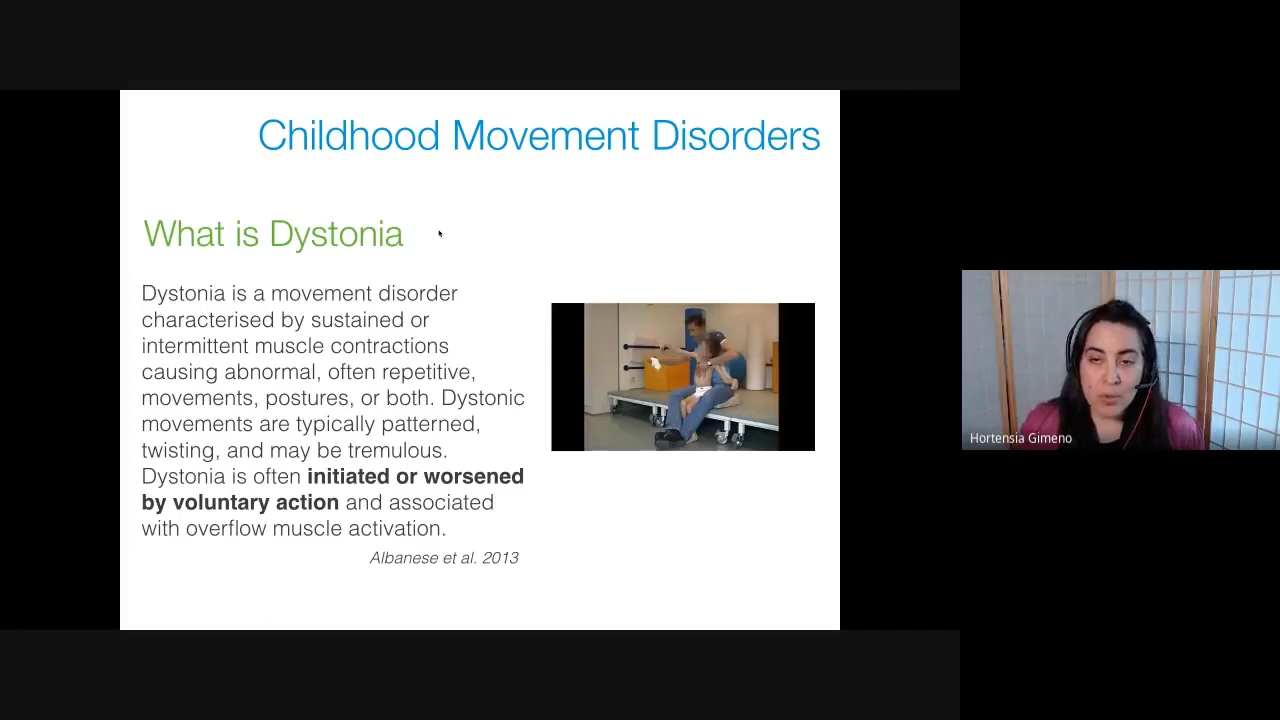 Childhood Movement Disorders
What is Dystonia
Dystonia is a movement disorder
characterised by sustained or
intermittent muscle contractions
causing abnormal, often repetitive,
movements, postures, or both. Dystonic
movements are typically patterned,
twisting, and may be tremulous.
Dystonia is often initiated or worsened
by voluntary action and associated
with overflow muscle activation.
Albanese et al. 2013
Hortensia Gimeno